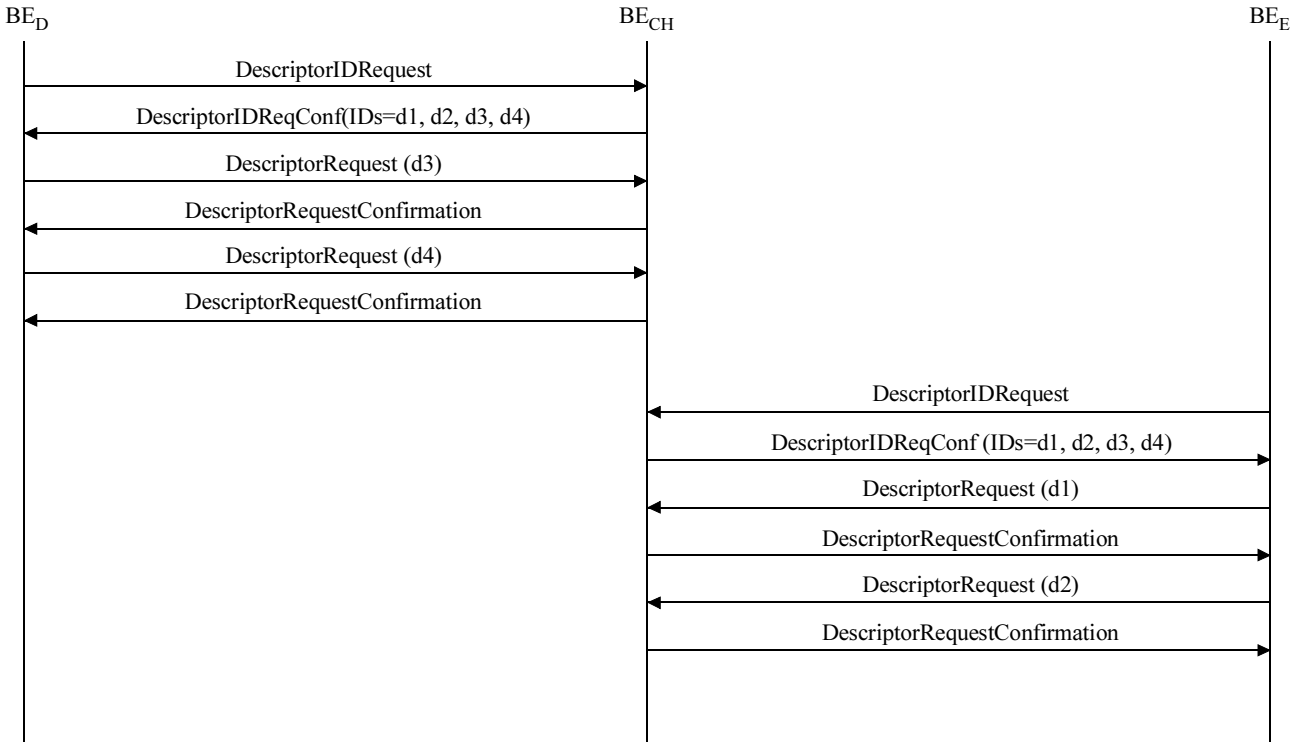 BE_D BE_CH BE_E
DescriptorIDRequest
DescriptorIDReqConf(IDs=d1, d2, d3, d4)
DescriptorRequest (d3)
DescriptorRequestConfirmation
DescriptorRequest (d4)
DescriptorRequestConfirmation
DescriptorIDRequest
DescriptorIDReqConf (IDs=d1, d2, d3, d4)
DescriptorRequest (d1)
DescriptorRequestConfirmation
DescriptorRequest (d2)
DescriptorRequestConfirmation